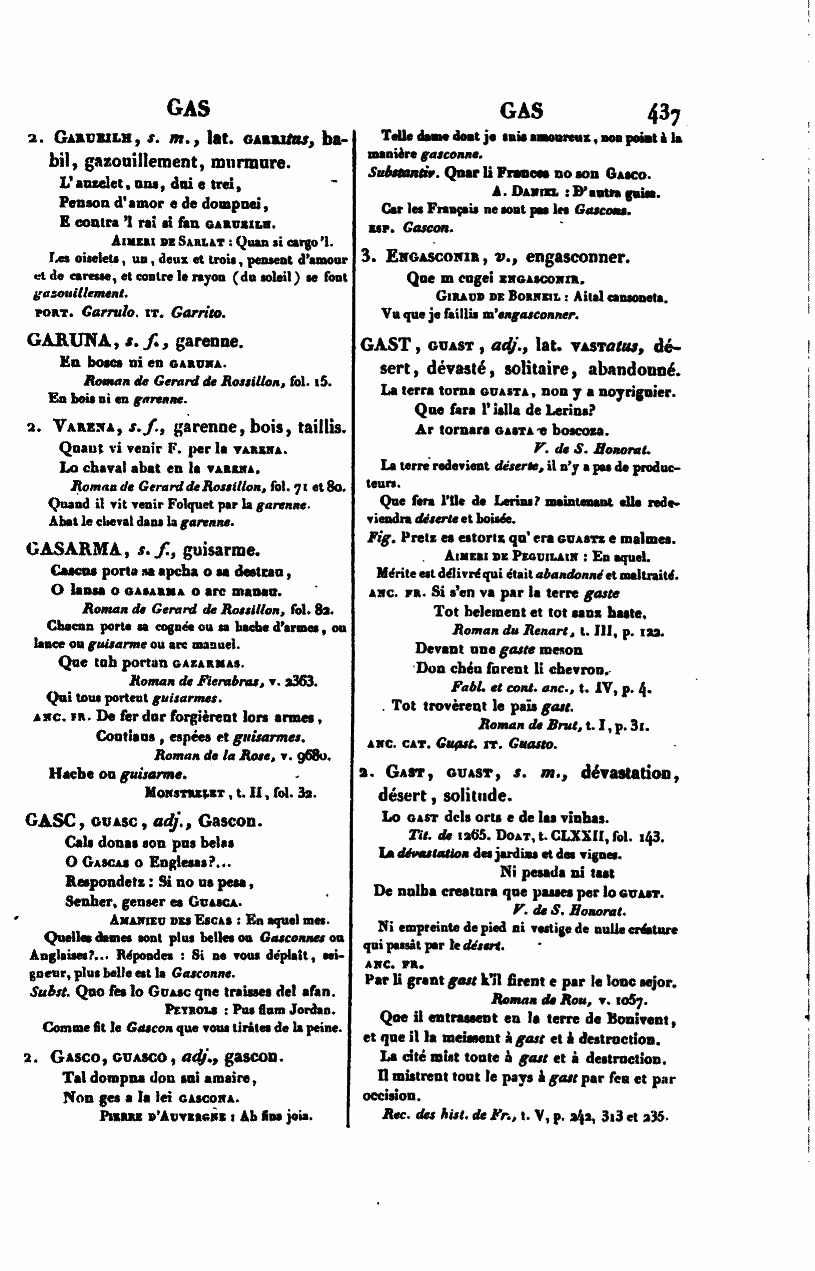 GAS
2. GARUEILH, s. m., lat. GARRItus, ba-
bil, gazouillement, murmure.
L'auzelet, uns, dui e trei,
Penson d'amor e de dompnei,
E contra 'l rai si fan GARUEILH.
AIMERI DE SARLAT : Quan si cargo'l.
Les oiselets, un, deux et trois, pensent d'amour
et de caresse, et contre le rayon (du soleil) se font
gazouillement.
PORT. Garrulo. IT. Garrito.
GARUNA, s. f., garenne.
En boscs ni en GARUNA.
Roman de Gerard de Rossillon, fol. 15.
En bois ni en garenne.
2. VARENA, s. f., garenne, bois, taillis.
Quant vi venir F. per la VARENA.
Lo chaval abat en la VARENA.
Roman de Gerard de Rossillon, fol. 71 et 80.
Quand il vit venir Folquet par la garenne.
Abat le cheval dans la garenne.
GASARMA, s. f., guisarme.
Cascus porta sa apcha o sa destrau,
O lansa o GASARMA o arc manau.
Roman de Gerard de Rossillon, fol. 82.
Chacun porte sa cognée ou sa hache d'armes, ou
lance ou guisarme ou arc manuel.
Que tuh portan GAZARMAS.
Roman de Fierabras, v. 2363.
Qui tous portent guisarmes.
ANC. FR. De fer dur forgièrent lors armes,
Coutiaus, espées et guisarmes.
Roman de la Rose, v. 9680.
Hache ou guisarme.
MONSTRELET, t. II, fol. 32.
GASC, GUASC, adj., Gascon.
Cals donas son pus belas
O GASCAS o Englesas?...
Respondetz : Si no us pesa,
Senher, genser es GUASCA.
AMANIEU DES ESCAS : En aquel mes.
Quelles dames sont plus belles ou Gasconnes ou
Anglaises?... Répondez : Si ne vous déplaît, sei-
gneur, plus belle est la Gasconne.
Subst. Quo fes lo GUASC que traisses del afan.
PEYROLS : Pus flum Jordan.
Comme fit le Gascon que vous tirâtes de la peine.
2. GASCO, GUASCO, adj., gascon.
Tal dompna don sui amaire,
Non ges a la lei GASCONA.
PIERRE D'AUVERGNE : Ab fina joia.
GAS 437
Telle dame dont je suis amoureux, non point à la
manière gasconne.
Substantiv. Quar li Frances no son GASCO.
A. DANIEL : D'autra guisa.
Car les Français ne sont pas les Gascons.
ESP. Gascon.
3. ENGASCONIR, v., engasconner.
Que m cugei ENGASCONIR.
GIRAUD DE BORNEIL : Aital cansoneta.
Vu que je faillis m'engasconner.
GAST, GUAST, adj., lat. VASTatus, dé-
sert, dévasté, solitaire, abandonné.
La terra torna GUASTA, non y a noyriguier.
Que fara l'isla de Lerins?
Ar tornara GASTA e boscoza.
V. de S. Honorat.
La terre redevient déserte, il n'y a pas de produc-
teurs.
Que fera l'île de Lerins? maintenant elle rede-
viendra déserte et boisée.
Fig. Pretz es estortz qu'era GUASTZ e malmes.
AIMERI DE PEGUILAIN : En aquel.
Mérite est délivré qui était abandonné et maltraité.
ANC. FR. Si s'en va par la terre gaste
Tot belement et tot sanz haste.
Roman du Renart, t. III, p. 122.
Devant une gaste meson
Don chéu furent li chevron.
Fabl. et cont. anc., t. IV, p. 4.
Tot trovèrent le païs gast.
Roman de Brut, t. I, p. 31.
ANC. CAT. Guast. IT. Guasto.
2. GAST, GUAST, s. m., dévastation,
désert, solitude.
Lo GAST dels orts e de las vinhas.
Tit. de 1265. DOAT, t. CLXXII, fol. 143.
La dévastation des jardins et des vignes.
Ni pesada ni tast
De nulha creatura que passes per lo GUAST.
V. de S. Honorat.
Ni empreinte de pied ni vestige de nulle créature
qui passât par le désert.
ANC. FR.
Par li grant gast k'il firent e par le lonc sejor.
Roman de Rou, v. 1057.
Que il entrassent en la terre de Bonivent,
et que il la meissent à gast et à destruction.
La cité mist toute à gast et à destruction.
Il mistrent tout le pays à gast par feu et par
occision.
Rec. des hist. de Fr., t. V, p. 242, 313 et 235.